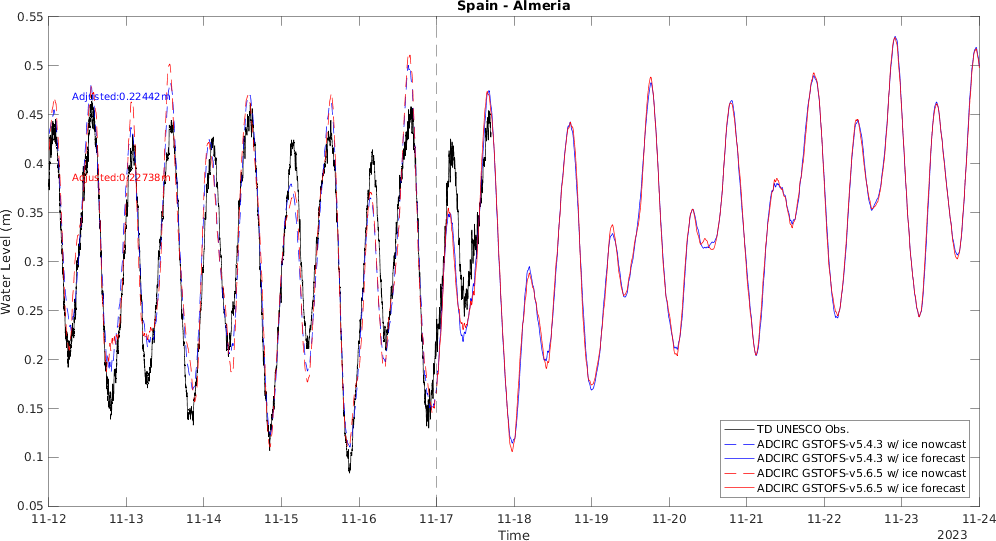 Spain - Almeria
0.55
0.5
0.45
0.4
0.35
0.3
0.25
0.2
0.15
0.1
0.05
Water Level (m)
Adjusted:0.22442m
Adjusted:0.22738m
TD UNESCO Obs.
ADCIRC GSTOFS-v5.4.3 w/ ice nowcast
ADCIRC GSTOFS-v5.4.3 w/ ice forecast
ADCIRC GSTOFS-v5.6.5 w/ ice nowcast
ADCIRC GSTOFS-v5.6.5 w/ ice forecast
11-12 11-13 11-14 11-15 11-16 11-17 11-18 11-19 11-20 11-21 11-22 11-23 11-24
Time
2023